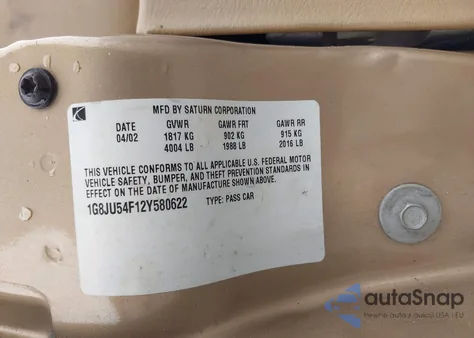 MFD BY SATURN CORPORATION
DATE GVWR GAWR FRT GAWR RR
04/02 1817 KG 902 KG 915 KG
4004 LB 1988 LB 2016 LB
THIS VEHICLE CONFORMS TO ALL APPLICABLE U.S. FEDERAL MOTOR
VEHICLE SAFETY, BUMPER, AND THEFT PREVENTION STANDARDS IN
EFFECT ON THE DATE OF MANUFACTURE SHOWN ABOVE.
1G8JU54F12Y580622 TYPE: PASS CAR
autoSnap